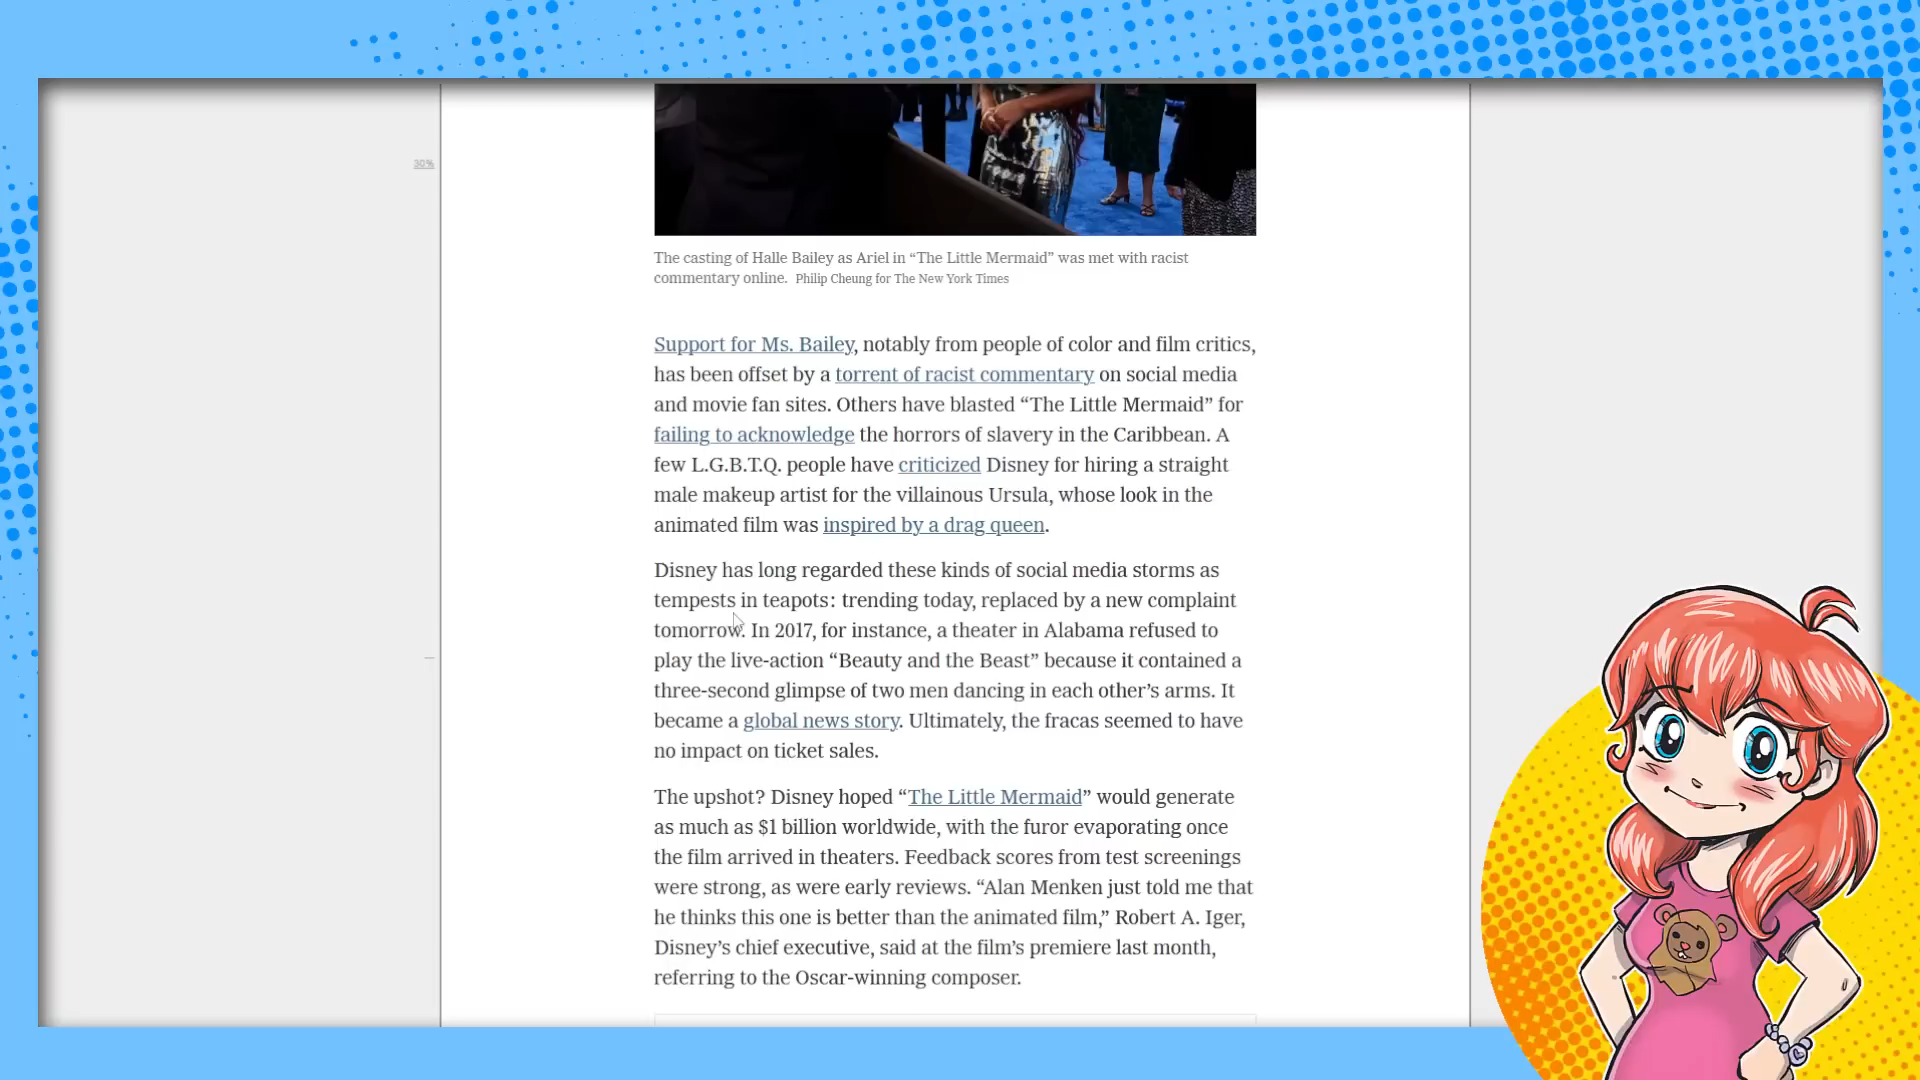 30%
The casting of Halle Bailey as Ariel in “The Little Mermaid” was met with racist
commentary online. Philip Cheung for The New York Times
Support for Ms. Bailey, notably from people of color and film critics,
has been offset by a torrent of racist commentary on social media
and movie fan sites. Others have blasted “The Little Mermaid” for
failing to acknowledge the horrors of slavery in the Caribbean. A
few L.G.B.T.Q. people have criticized Disney for hiring a straight
male makeup artist for the villainous Ursula, whose look in the
animated film was inspired by a drag queen.
Disney has long regarded these kinds of social media storms as
tempests in teapots: trending today, replaced by a new complaint
tomorrow. In 2017, for instance, a theater in Alabama refused to
play the live-action “Beauty and the Beast” because it contained a
three-second glimpse of two men dancing in each other’s arms. It
became a global news story. Ultimately, the fracas seemed to have
no impact on ticket sales.
The upshot? Disney hoped “The Little Mermaid” would generate
as much as $1 billion worldwide, with the furor evaporating once
the film arrived in theaters. Feedback scores from test screenings
were strong, as were early reviews. “Alan Menken just told me that
he thinks this one is better than the animated film,” Robert A. Iger,
Disney’s chief executive, said at the film’s premiere last month,
referring to the Oscar-winning composer.